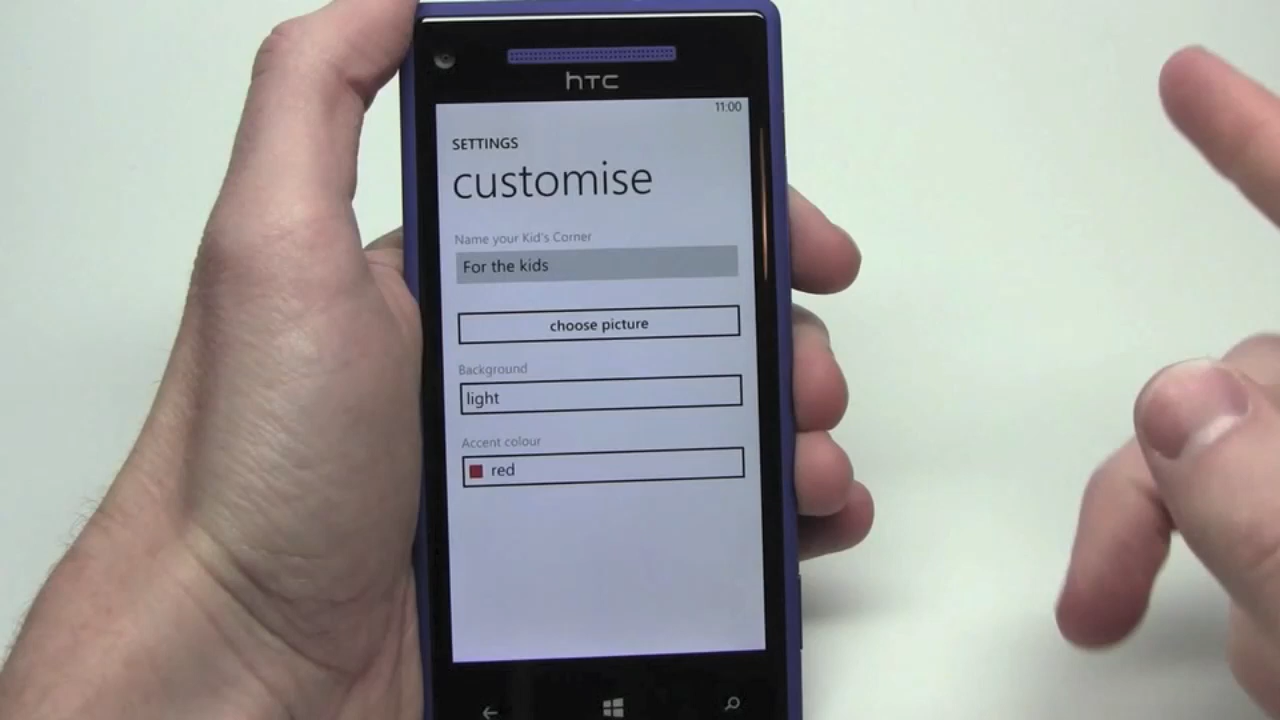 hTC
11:00
SETTINGS
customise
Name your Kid's Corner
For the kids
choose picture
Background
light
Accent colour
red